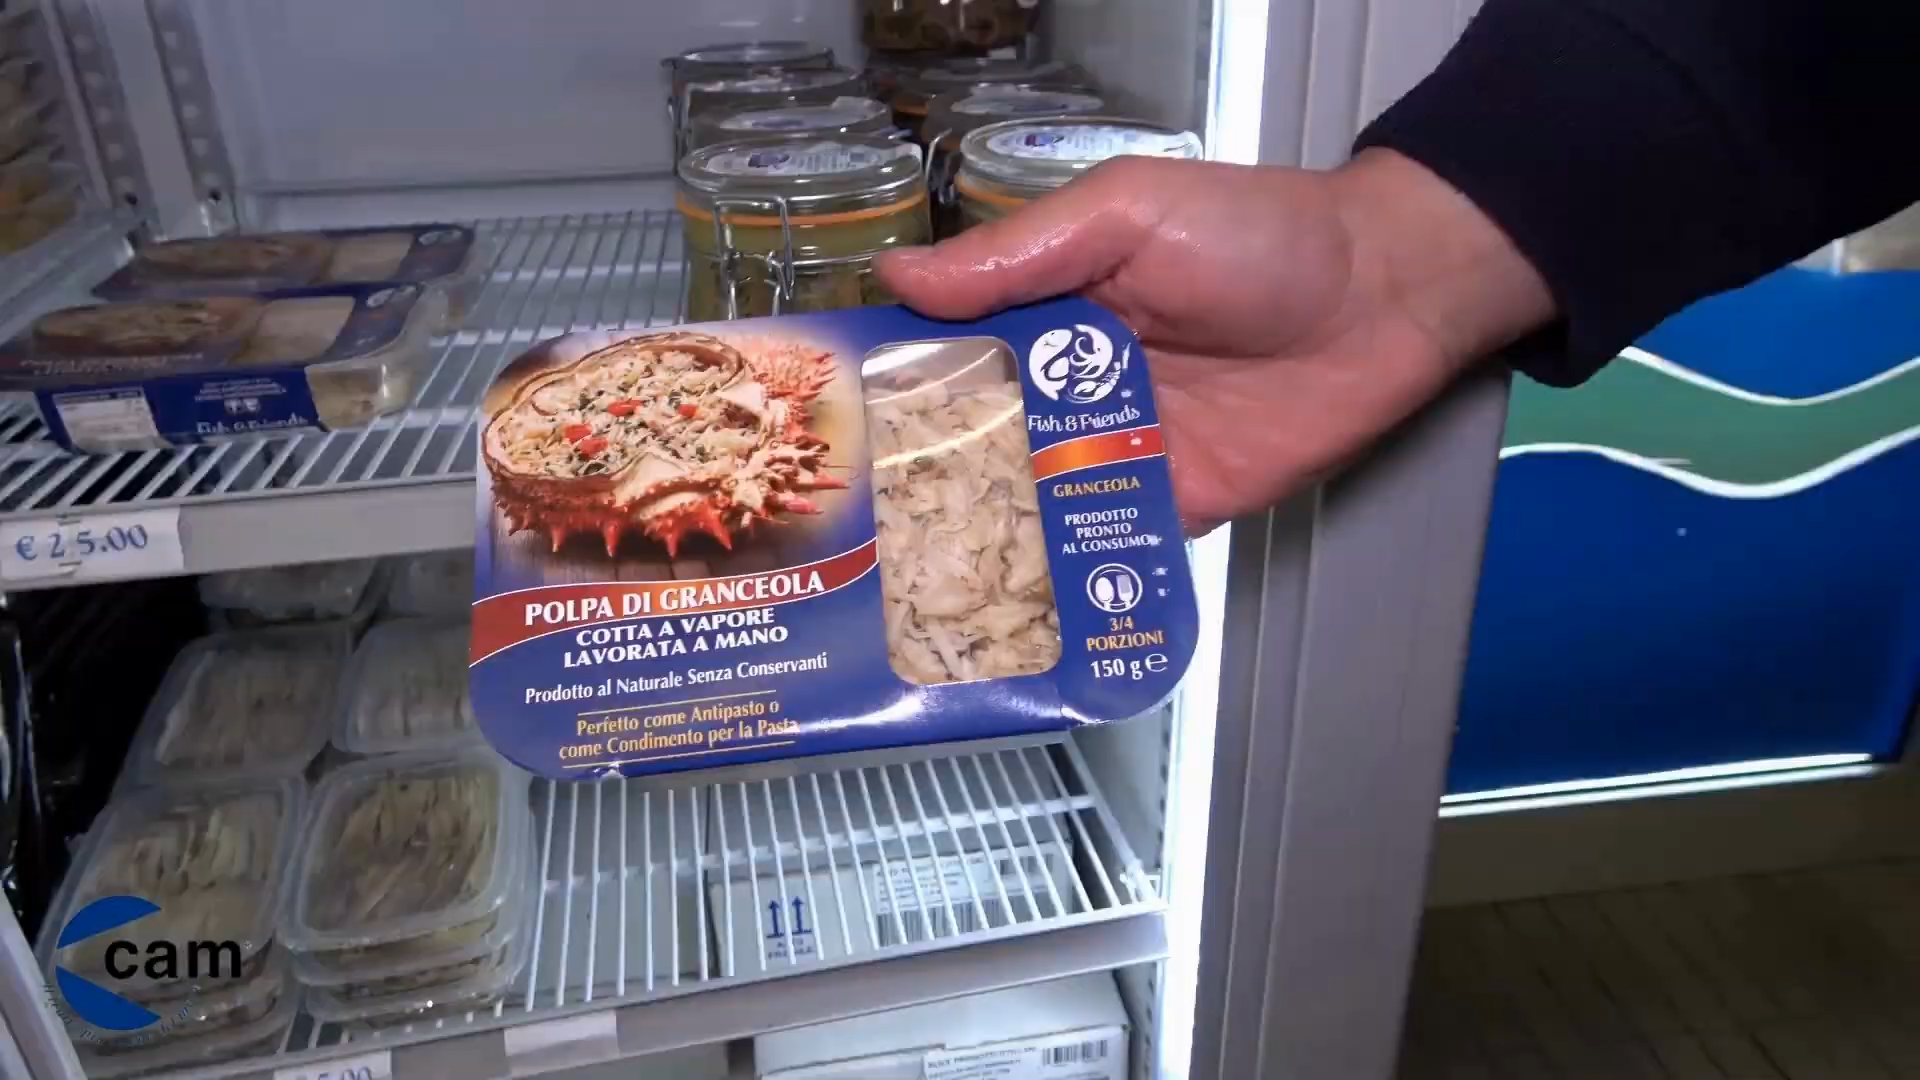 € 25.00
POLPA DI GRANCEOLA
COTTA A VAPORE
LAVORATA A MANO
Prodotto al Naturale Senza Conservanti
Perfetto come Antipasto o
come Condimento per la Pasta
Fish & Friends
GRANCEOLA
PRODOTTO
PRONTO
AL CONSUMO
3/4
PORZIONI
150 g e
Fish & Friends
cam